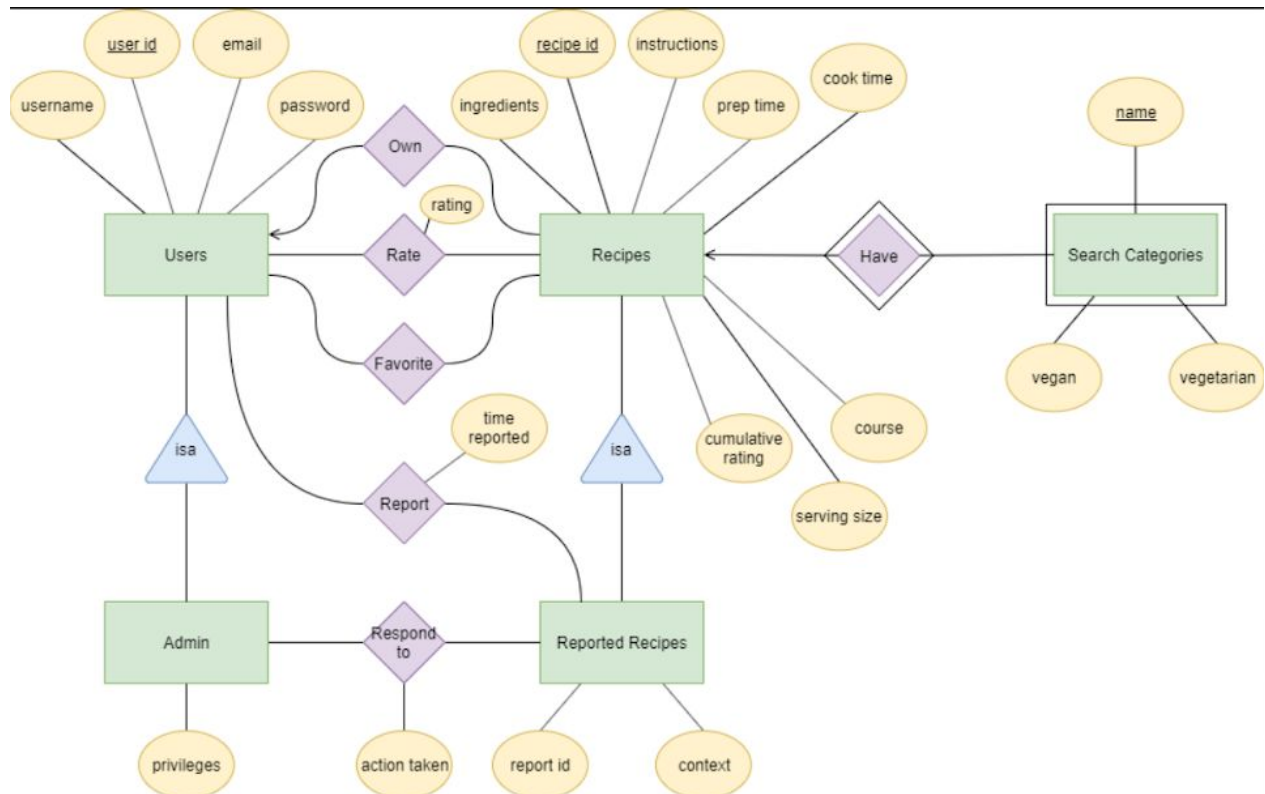 user id
email
recipe id
instructions
cook time
username
password
ingredients
prep time
name
Own
rating
Users
Rate
Recipes
Have
Search Categories
Favorite
vegan
vegetarian
time
reported
isa
isa
cumulative
rating
course
Report
serving size
Admin
Respond
to
Reported Recipes
privileges
action taken
report id
context